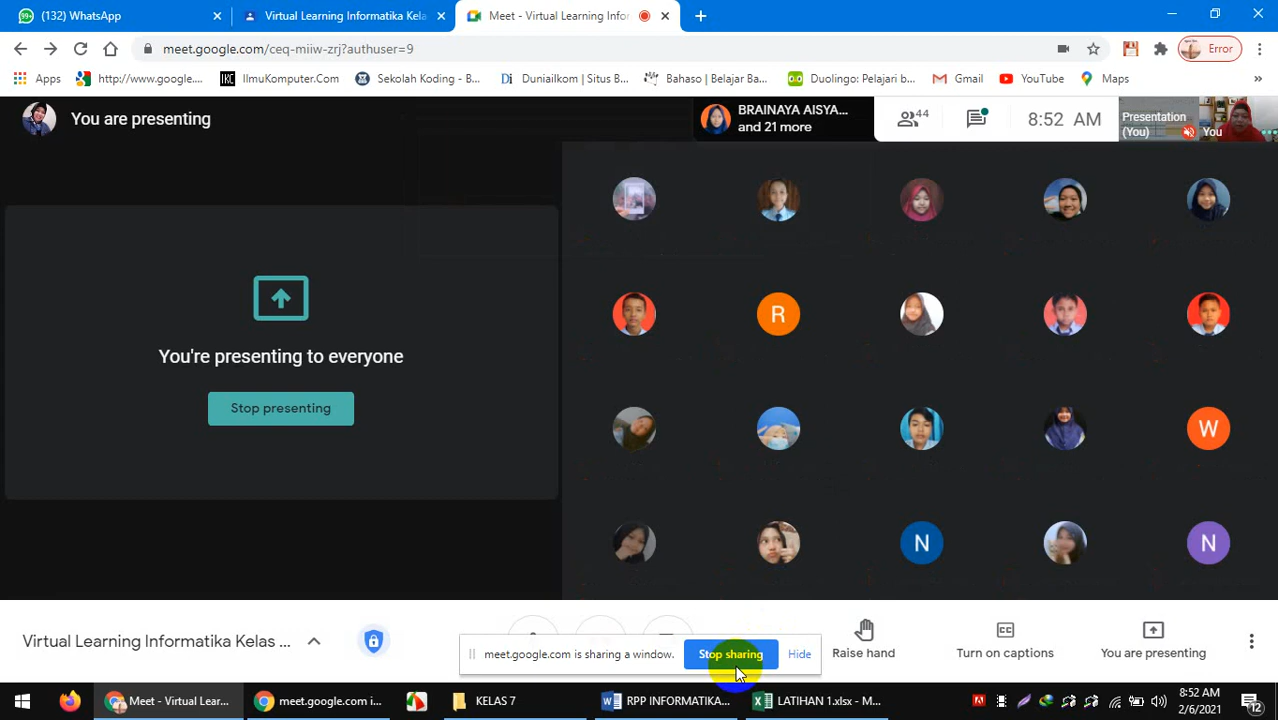 99+ (132) WhatsApp
Virtual Learning Informatika Kela
Meet - Virtual Learning Infor
meet.google.com/ceq-miiw-zrj?authuser=9
Error
Apps
http://www.google....
IKC IlmuKomputer.Com
Sekolah Koding - B...
Di Duniailkom | Situs B...
Bahaso | Belajar Ba...
Duolingo: Pelajari b...
Gmail
YouTube
Maps
»
You are presenting
BRAINAYA AISYA...
and 21 more
44
8:52 AM
Presentation
(You)
You
You're presenting to everyone
Stop presenting
R
W
N
N
Virtual Learning Informatika Kelas ...
meet.google.com is sharing a window.
Stop sharing
Hide
Raise hand
Turn on captions
You are presenting
Meet - Virtual Lear...
meet.google.com i...
KELAS 7
RPP INFORMATIKA...
LATIHAN 1.xlsx - M...
8:52 AM
2/6/2021
12